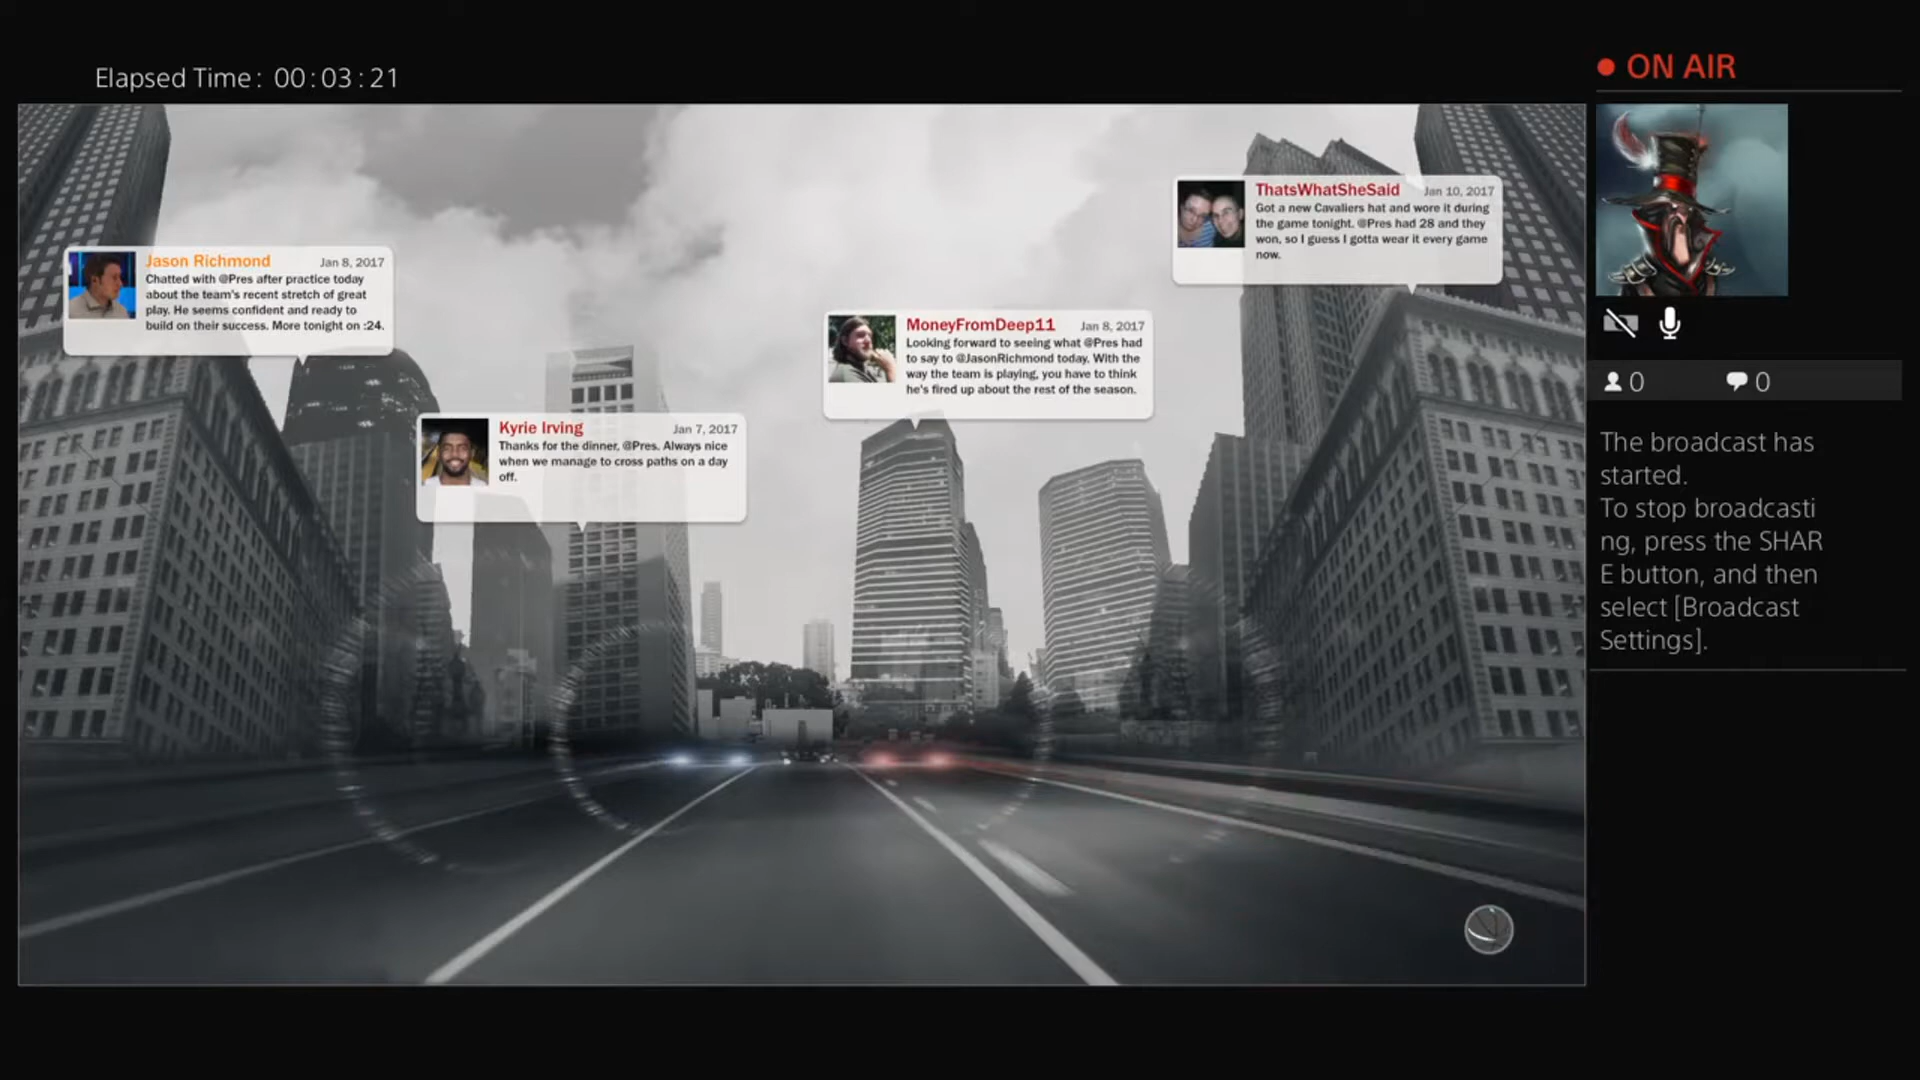 Elapsed Time: 00:03:21
ON AIR
Jason Richmond Jan 8, 2017
Chatted with @Pres after practice today
about the team's recent stretch of great
play. He seems confident and ready to
build on their success. More tonight on :24.
Kyrie Irving Jan 7, 2017
Thanks for the dinner, @Pres. Always nice
when we manage to cross paths on a day
off.
MoneyFromDeep11 Jan 8, 2017
Looking forward to seeing what @Pres had
to say to @JasonRichmond today. With the
way the team is playing, you have to think
he's fired up about the rest of the season.
ThatsWhatSheSaid Jan 10, 2017
Got a new Cavaliers hat and wore it during
the game tonight. @Pres had 28 and they
won, so I guess I gotta wear it every game
now.
0 0
The broadcast has
started.
To stop broadcasti
ng, press the SHAR
E button, and then
select [Broadcast
Settings].